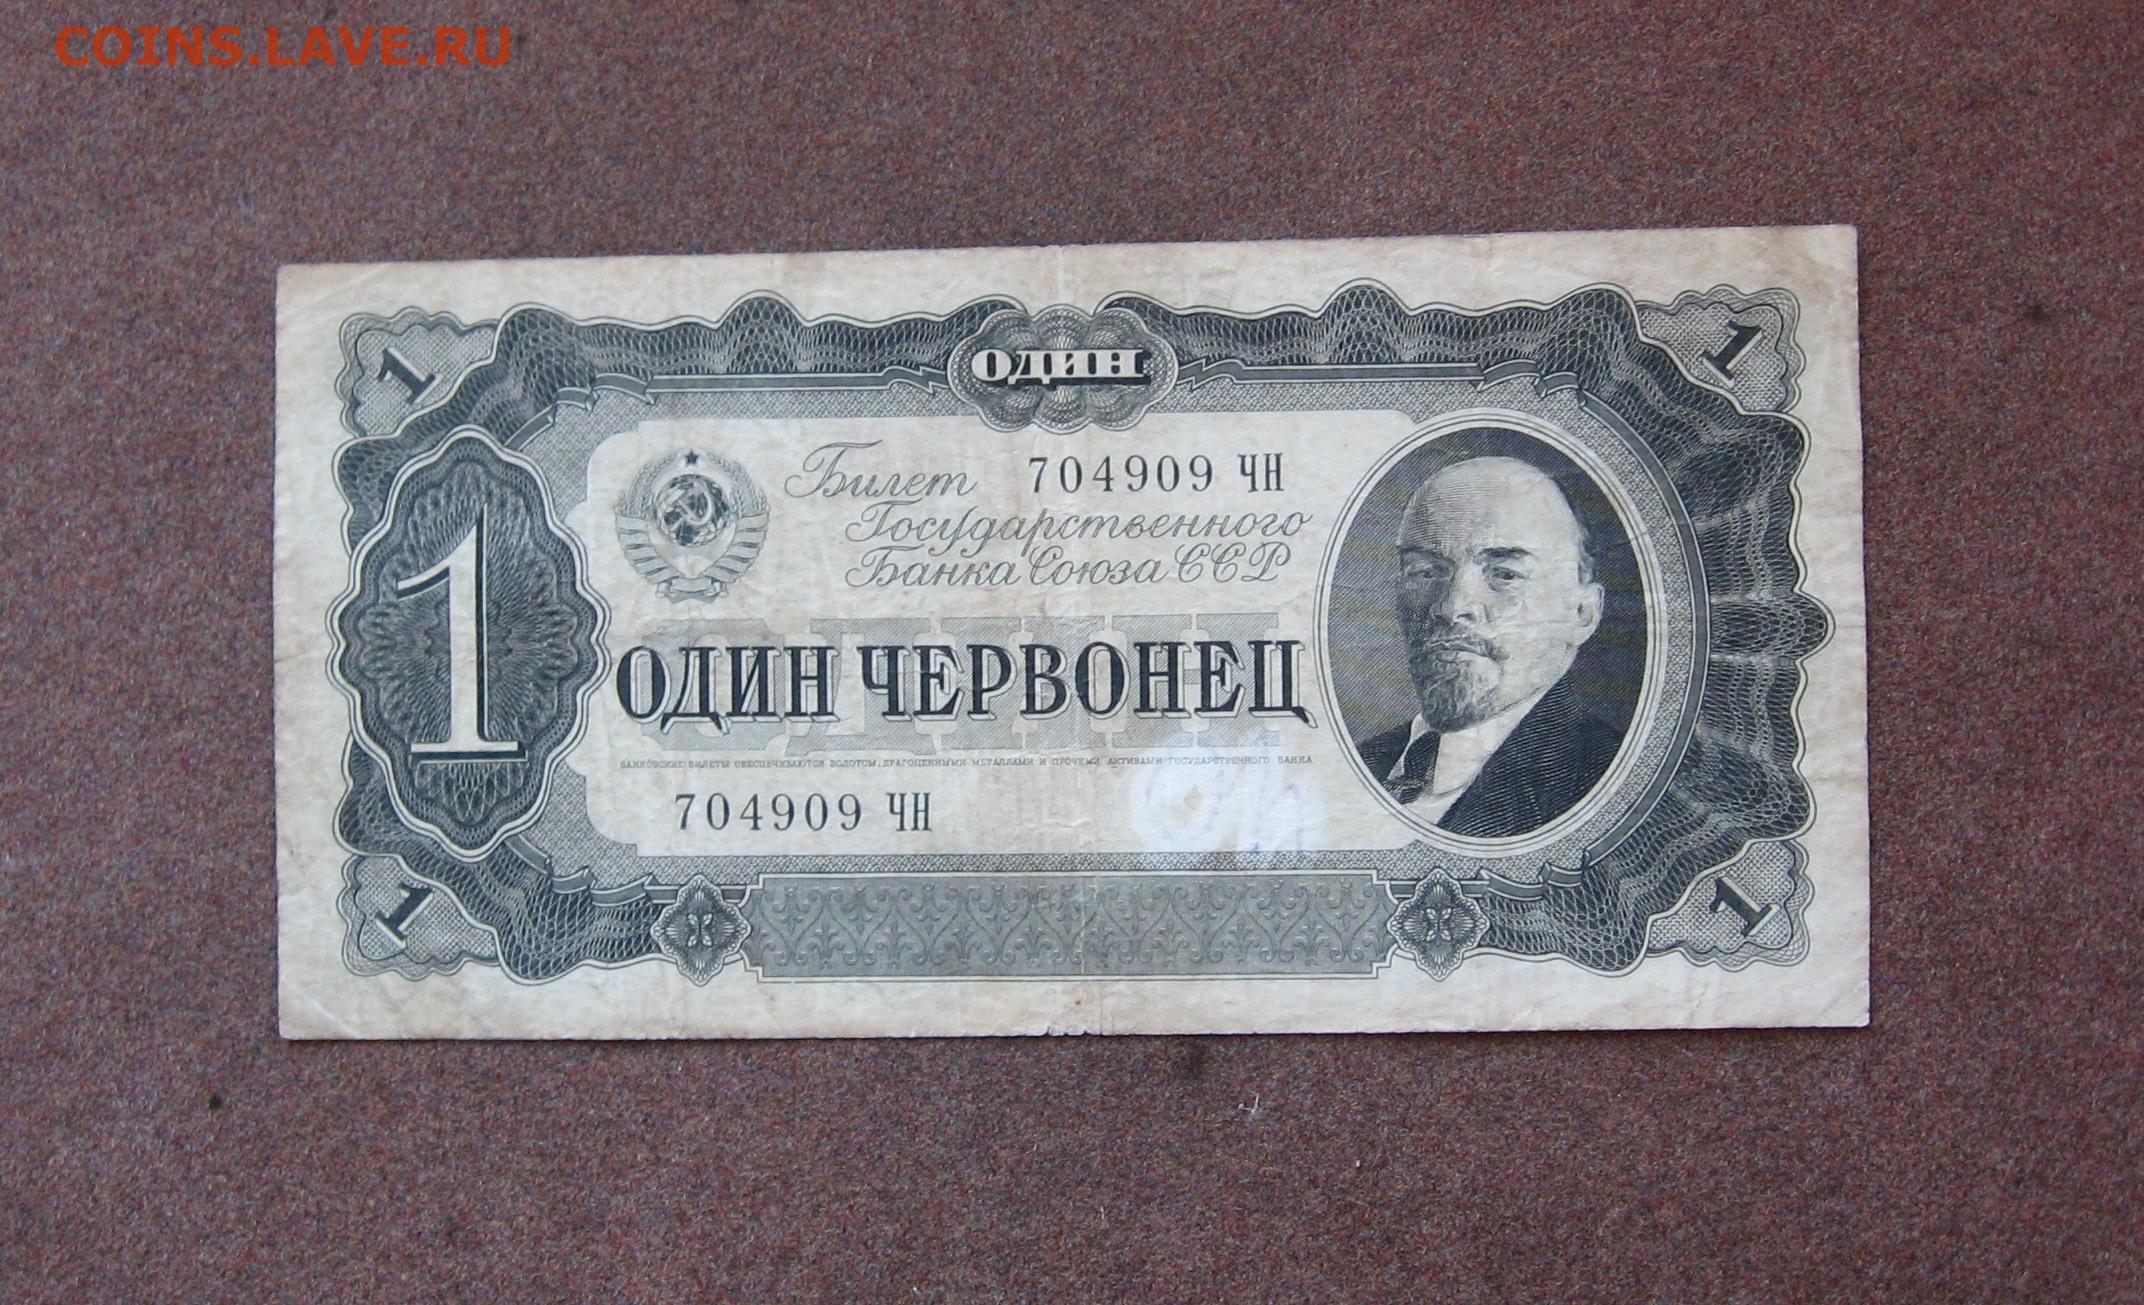 COINS.LAVE.RU
1
ОДИН
1
Билет 704909 ЧН
Государственного
Банка Союза ССР
1
ОДИН
ОДИН ЧЕРВОНЕЦ
БАНКОВСКИЕ БИЛЕТЫ ОБЕСПЕЧИВАЮТСЯ ЗОЛОТОМ, ДРАГОЦЕННЫМИ МЕТАЛЛАМИ И ПРОЧИМИ АКТИВАМИ ГОСУДАРСТВЕННОГО БАНКА
704909 ЧН
1
1